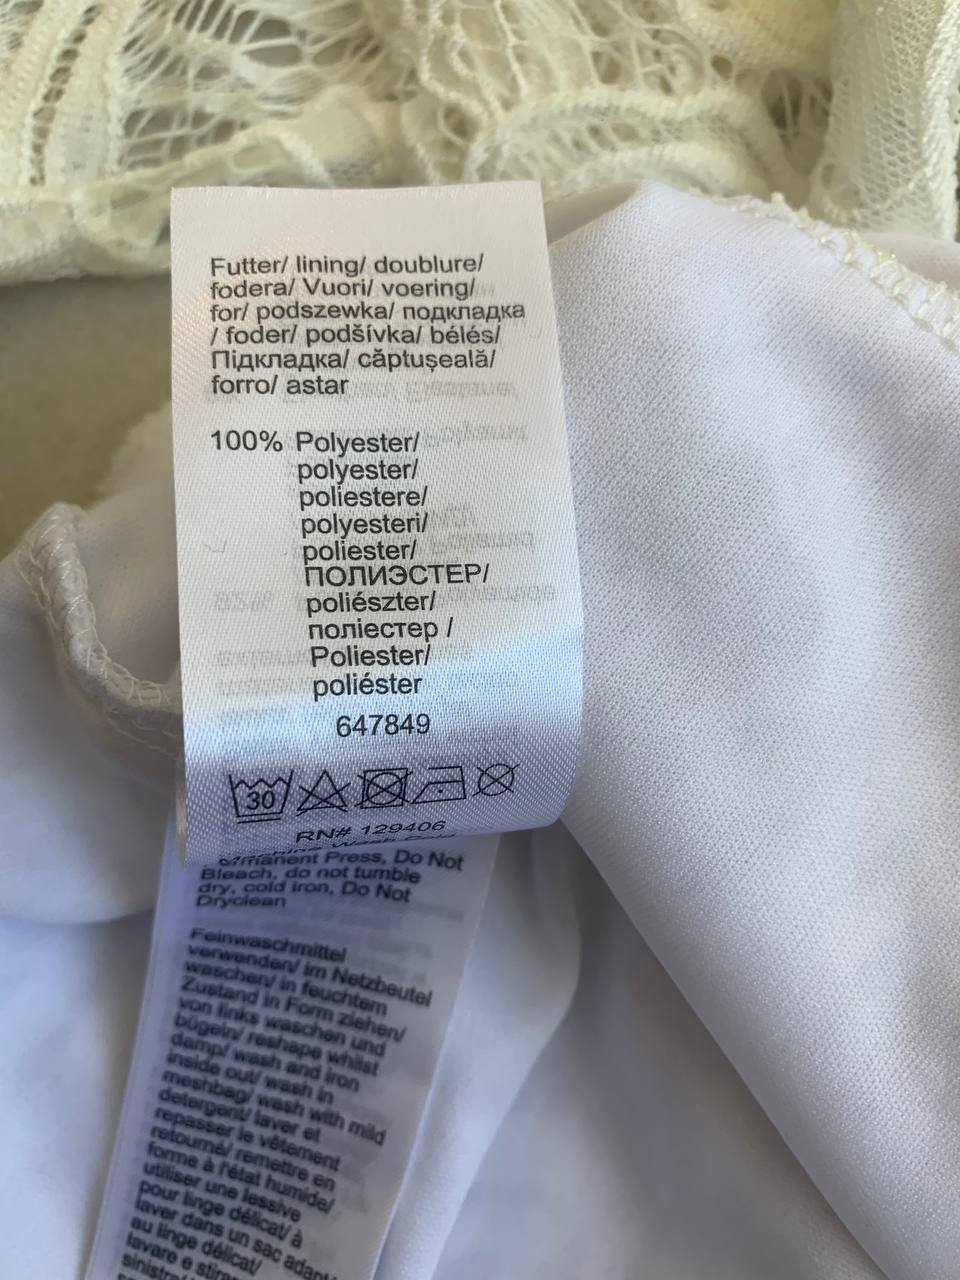 Futter/ lining/ doublure/
fodera/ Vuori/ voering/
for/ podszewka/ подкладка
/ foder/ podšívka/ bélés/
Підкладка/ căptuşeală/
forro/ astar
100% Polyester/
polyester/
poliestere/
polyesteri/
poliester/
ПОЛИЭСТЕР/
poliészter/
поліестер /
Poliester/
poliéster
647849
30
RN# 129406
Permanent Press, Do Not
Bleach, do not tumble
dry, cold iron, Do Not
Dryclean
Feinwaschmittel
verwenden/ im Netzbeutel
waschen/ in feuchtem
Zustand in Form ziehen/
von links waschen und
bügeln/ reshape whilst
damp/ wash and iron
inside out/ wash in
meshbag/ wash with mild
detergent/ laver et
repasser le vêtement
retourné/ remettre en
forme à l'état humide/
utiliser une lessive
pour linge délicat/ à
laver dans un sac
au linge délicat/
lavare e